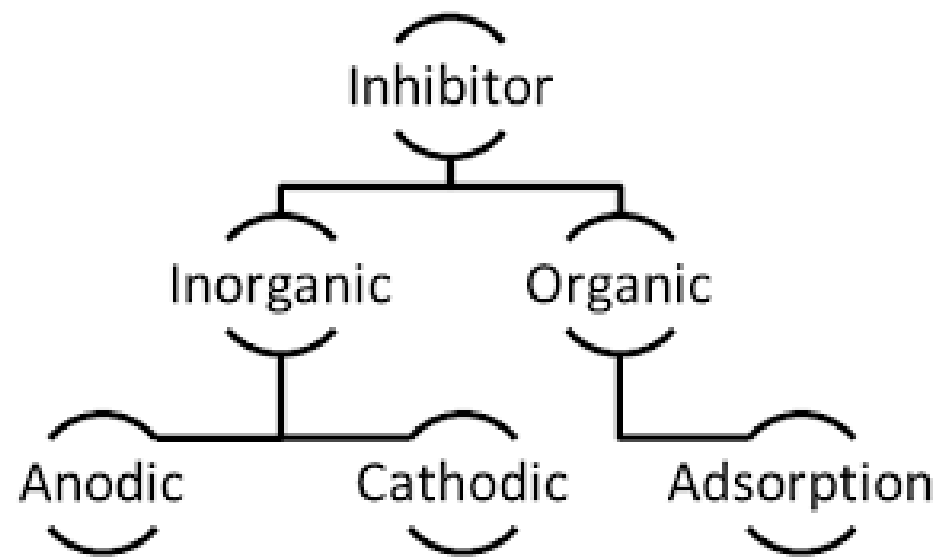 Inhibitor
Inorganic
Organic
Anodic
Cathodic
Adsorption